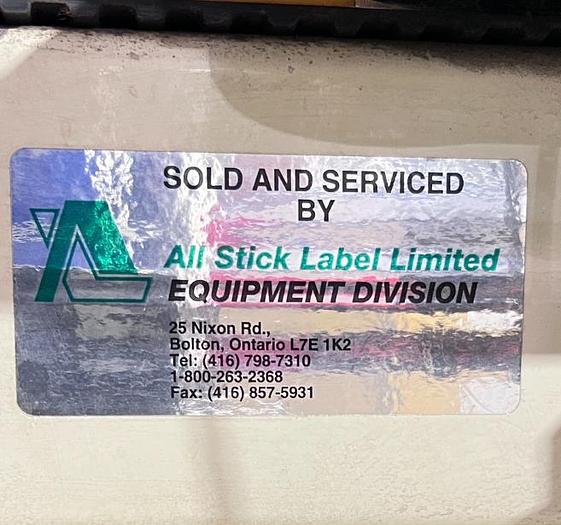 SOLD AND SERVICED
BY
All Stick Label Limited
EQUIPMENT DIVISION
25 Nixon Rd.,
Bolton, Ontario L7E 1K2
Tel: (416) 798-7310
1-800-263-2368
Fax: (416) 857-5931